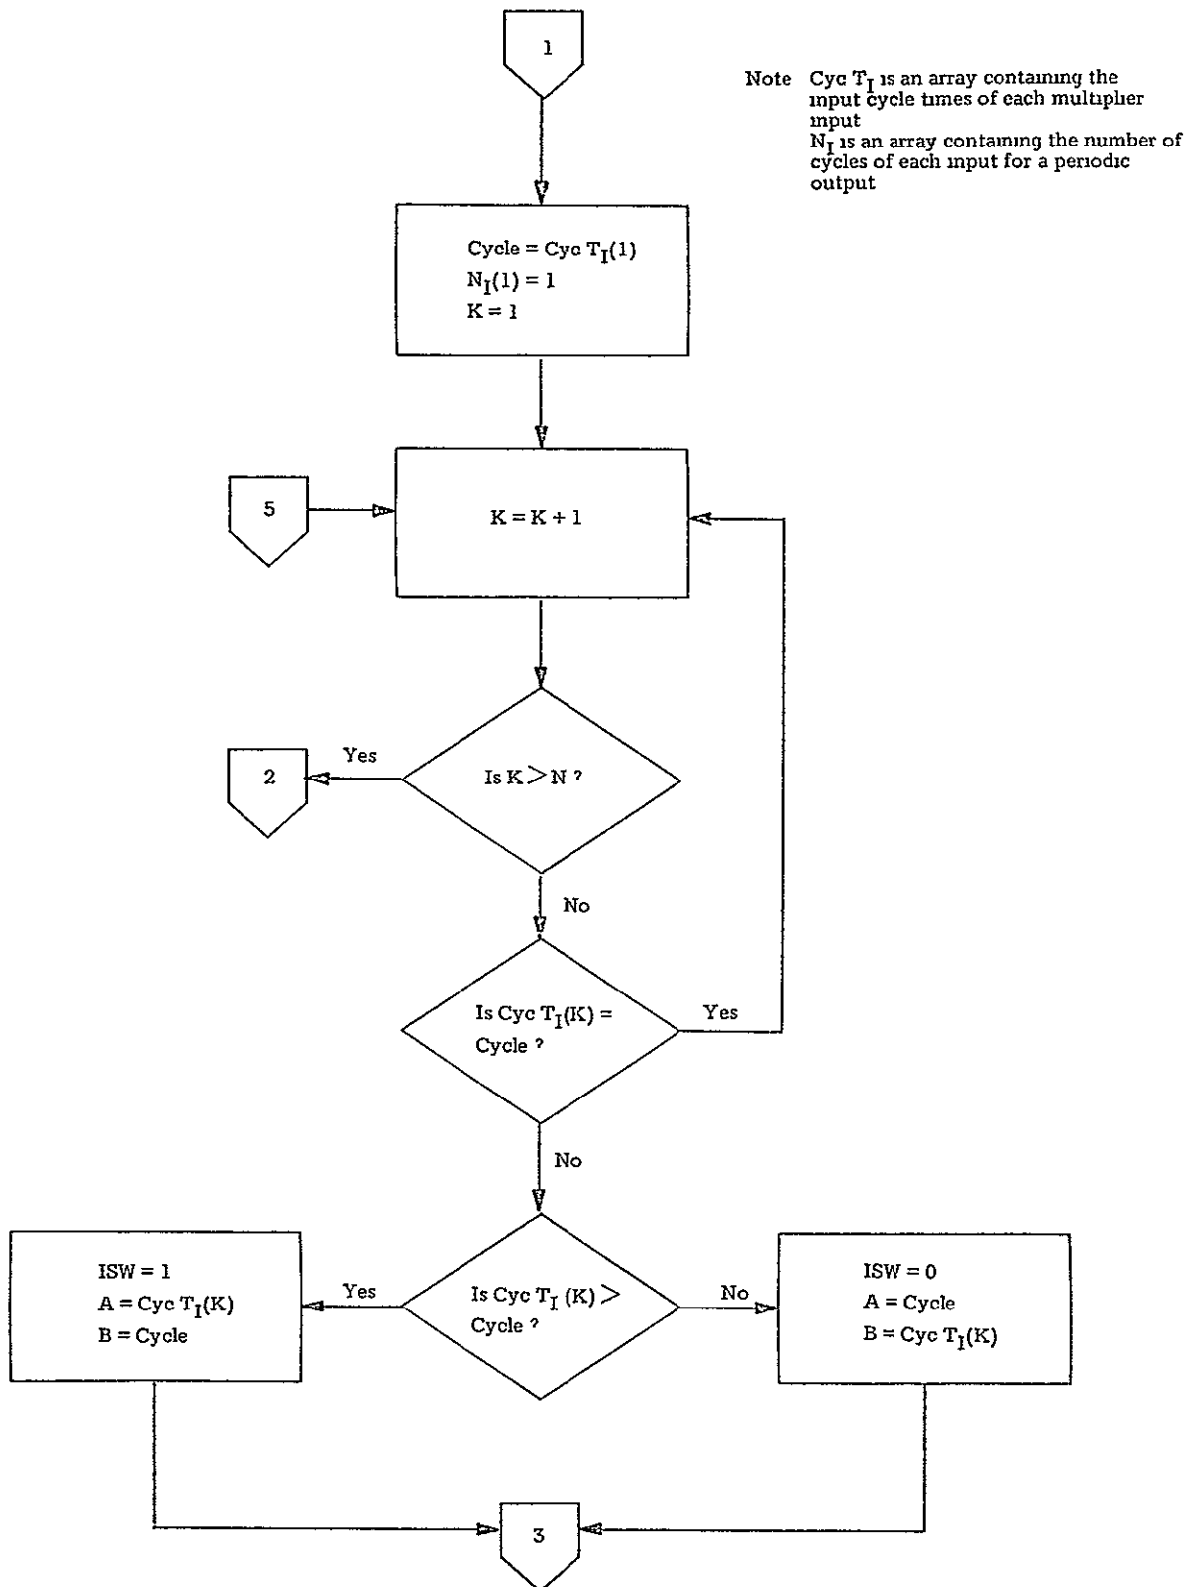 1
Note Cyc T_I is an array containing the
input cycle times of each multiplier
input
N_I is an array containing the number of
cycles of each input for a periodic
output
Cycle = Cyc T_I(1)
N_I(1) = 1
K = 1
5
K = K + 1
2
Yes
Is K > N ?
No
Is Cyc T_I(K) =
Cycle ?
Yes
No
ISW = 1
A = Cyc T_I(K)
B = Cycle
Yes
Is Cyc T_I (K) >
Cycle ?
No
ISW = 0
A = Cycle
B = Cyc T_I(K)
3